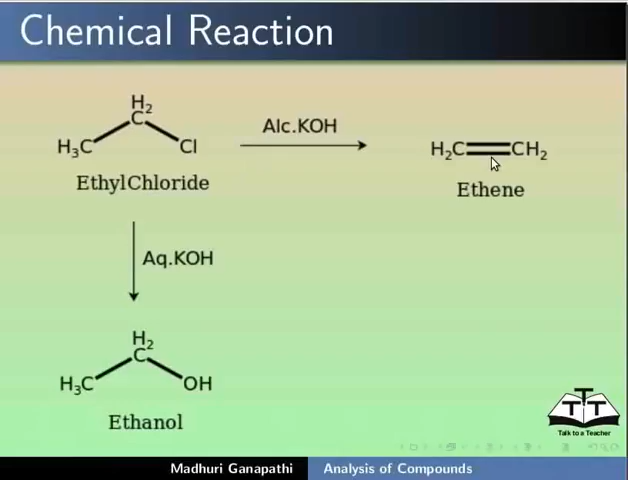 Chemical Reaction
H₂
C
H₃C Cl
EthylChloride
Alc.KOH
H₂C CH₂
Ethene
Aq.KOH
H₂
C
H₃C OH
Ethanol
TTT
Talk to a Teacher
Madhuri Ganapathi Analysis of Compounds